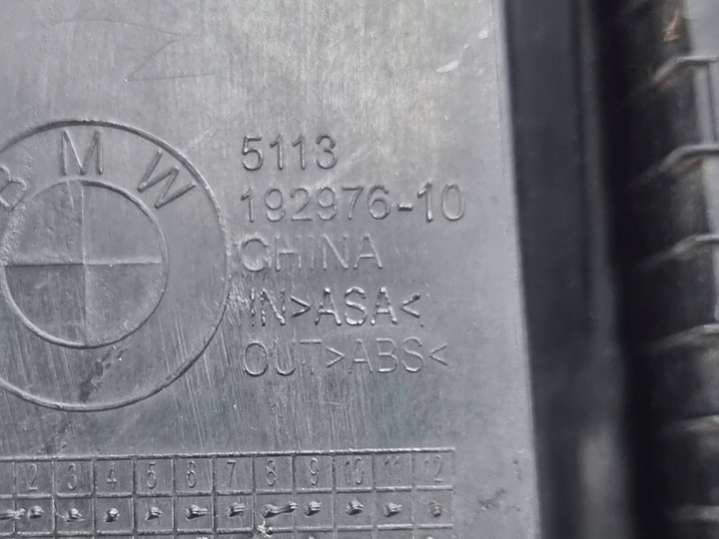 BMW
5113
192976-10
CHINA
IN>ASA<
OUT>ABS<
2 3 4 5 6 7 8 9 10 11 12